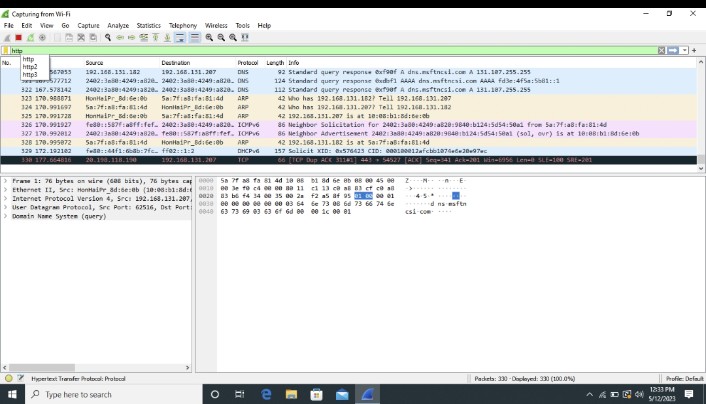 Capturing from Wi-Fi
File Edit View Go Capture Analyze Statistics Telephony Wireless Tools Help
http
http
http2
http3
No. Source Destination Protocol Length Info
192.168.131.182 192.168.131.207 DNS 92 Standard query response 0xf90f A dns.msftncsi.com A 131.107.255.255
2402:3a80:4249:a820… 2402:3a80:4249:a820… DNS 124 Standard query response 0xdbf1 AAAA dns.msftncsi.com AAAA fd3e:4f5a:5b81::1
322 167.578112 2402:3a80:4249:a820… 2402:3a80:4249:a820… DNS 112 Standard query response 0xf90f A dns.msftncsi.com A 131.107.255.255
323 170.988871 HonHaiPr_8d:6e:0b 5a:7f:a8:fa:81:4d ARP 42 Who has 192.168.131.182? Tell 192.168.131.207
324 170.991697 5a:7f:a8:fa:81:4d HonHaiPr_8d:6e:0b ARP 42 Who has 192.168.131.207? Tell 192.168.131.182
325 170.991728 HonHaiPr_8d:6e:0b 5a:7f:a8:fa:81:4d ARP 42 192.168.131.207 is at 10:08:b1:8d:6e:0b
326 170.991927 fe80::587f:a8ff:fef… 2402:3a80:4249:a820… ICMPv6 86 Neighbor Solicitation for 2402:3a80:4249:a820:9840:b124:5d54:50a1 from 5a:7f:a8:fa:81:4d
327 170.992012 2402:3a80:4249:a820… fe80::587f:a8ff:fef… ICMPv6 86 Neighbor Advertisement 2402:3a80:4249:a820:9840:b124:5d54:50a1 (sol, ovr) is at 10:08:b1:8d:6e:0b
328 170.995072 5a:7f:a8:fa:81:4d HonHaiPr_8d:6e:0b ARP 42 192.168.131.182 is at 5a:7f:a8:fa:81:4d
329 172.192102 fe80::44f1:6b8b:7fc… ff02::1:2 DHCPv6 157 Solicit XID: 0x576423 CID: 000100012afcbb1074e6e20e97ec
330 177.664816 20.198.118.190 192.168.131.207 TCP 66 [TCP Dup ACK 311#1] 443 → 54527 [ACK] Seq=341 Ack=201 Win=6956 Len=0 SLE=100 SRE=201
Frame 1: 76 bytes on wire (608 bits), 76 bytes cap
Ethernet II, Src: HonHaiPr_8d:6e:0b (10:08:b1:8d:6
Internet Protocol Version 4, Src: 192.168.131.207,
User Datagram Protocol, Src Port: 62516, Dst Port:
Domain Name System (query)
0000 5a 7f a8 fa 81 4d 10 08 b1 8d 6e 0b 08 00 45 00
0010 00 3e f0 c4 00 00 80 11 c1 13 c0 a8 83 cf c0 a8
0020 83 b6 f4 34 00 35 00 2a f2 a5 8f 95 01 00 00 01
0030 00 00 00 00 00 00 03 64 6e 73 08 6d 73 66 74 6e
0040 63 73 69 03 63 6f 6d 00 00 1c 00 01
Hypertext Transfer Protocol: Protocol
Packets: 330 · Displayed: 330 (100.0%)
Profile: Default
Type here to search
12:33 PM
5/12/2023